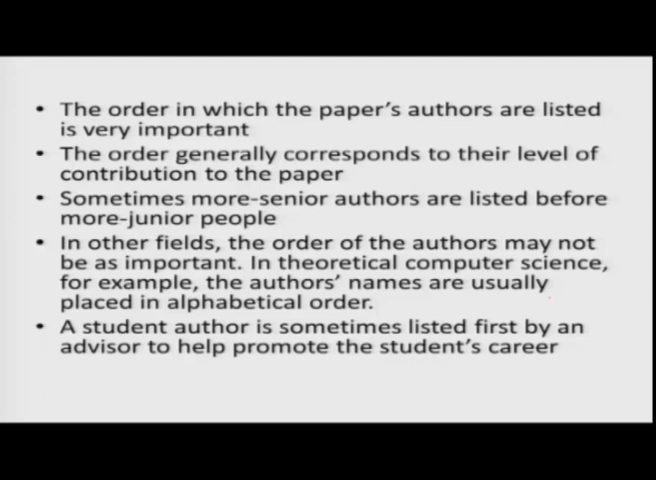 • The order in which the paper's authors are listed
is very important
• The order generally corresponds to their level of
contribution to the paper
• Sometimes more-senior authors are listed before
more-junior people
• In other fields, the order of the authors may not
be as important. In theoretical computer science,
for example, the authors' names are usually
placed in alphabetical order.
• A student author is sometimes listed first by an
advisor to help promote the student's career